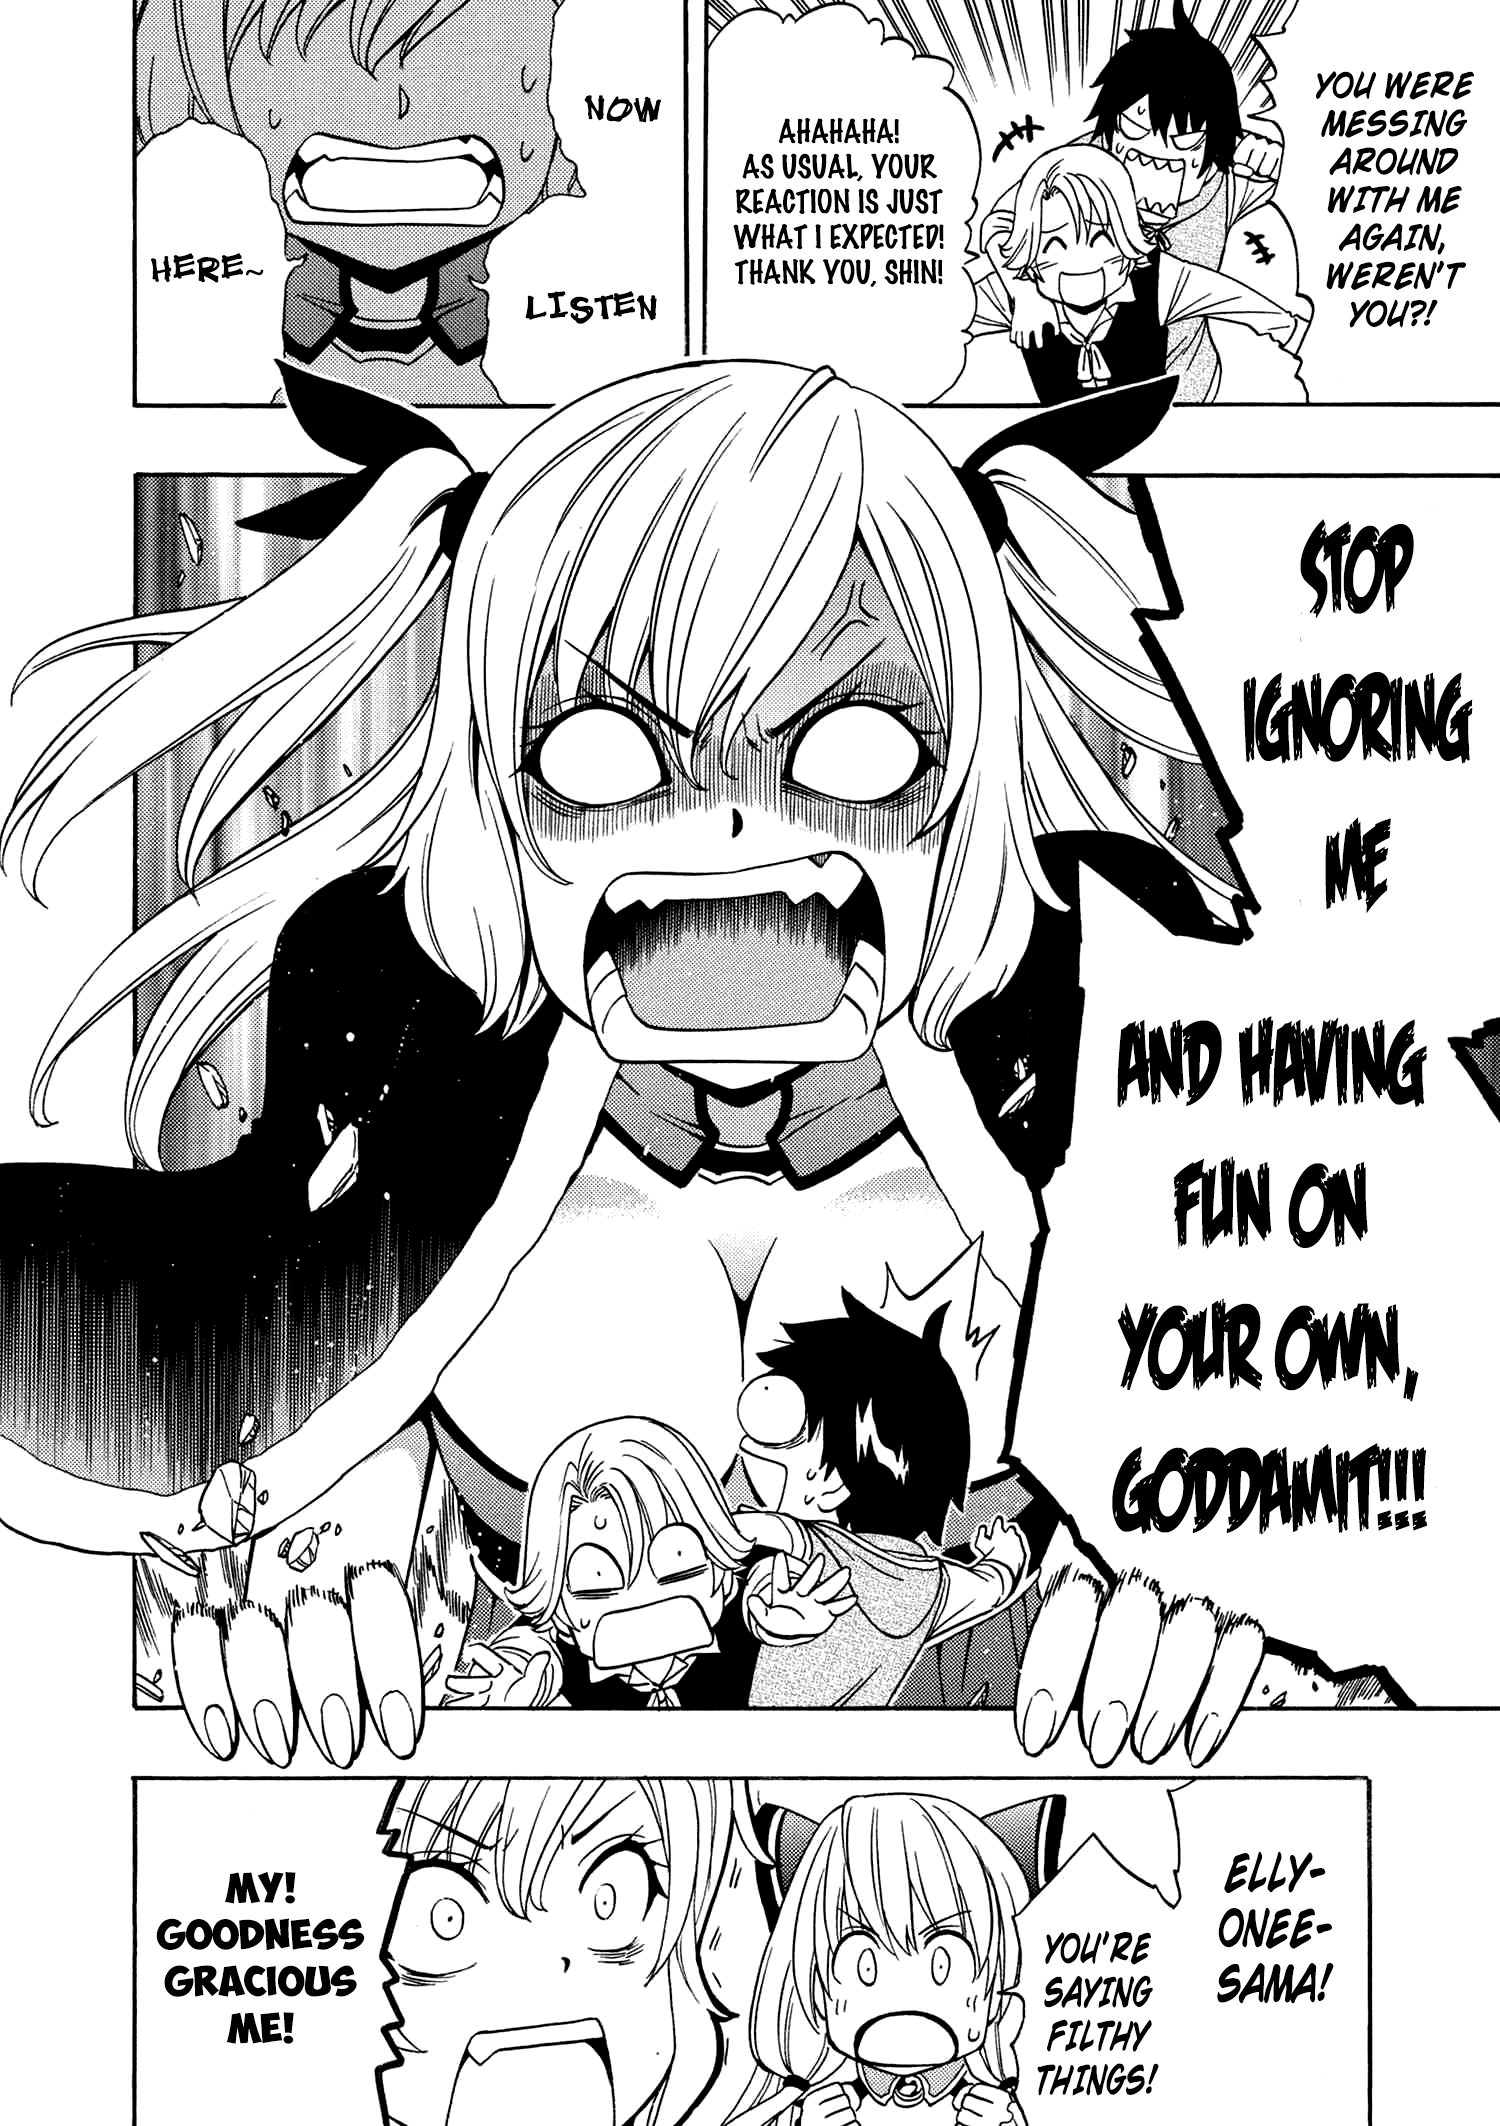 YOU WERE
MESSING
AROUND
WITH ME
AGAIN,
WEREN'T
YOU?!
AHAHAHA!
AS USUAL, YOUR
REACTION IS JUST
WHAT I EXPECTED!
THANK YOU, SHIN!
NOW
LISTEN
HERE~
STOP
IGNORING
ME
AND HAVING
FUN ON
YOUR OWN,
GODDAMIT!!!
ELLY-
ONEE-
SAMA!
YOU'RE
SAYING
FILTHY
THINGS!
MY!
GOODNESS
GRACIOUS
ME!